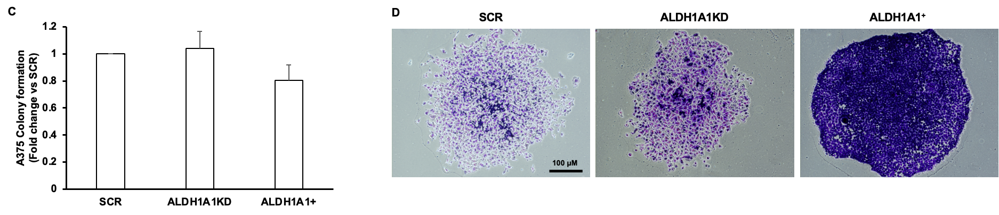 C
A375 Colony formation
(Fold change vs SCR)
1.2
1
0.8
0.6
0.4
0.2
0
SCR
ALDH1A1KD
ALDH1A1+
D
SCR
ALDH1A1KD
ALDH1A1⁺
100 µM